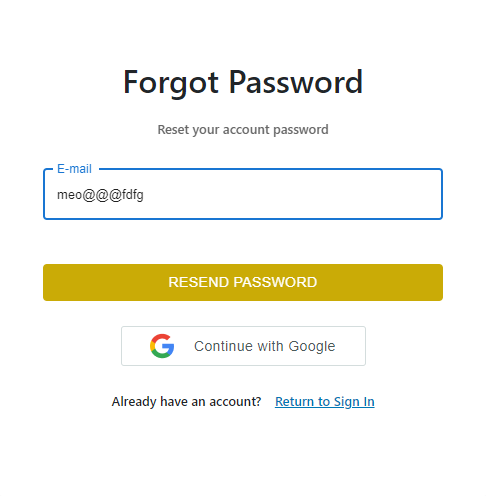 Forgot Password
Reset your account password
E-mail
meo@@@fdfg
RESEND PASSWORD
Continue with Google
Already have an account? Return to Sign In